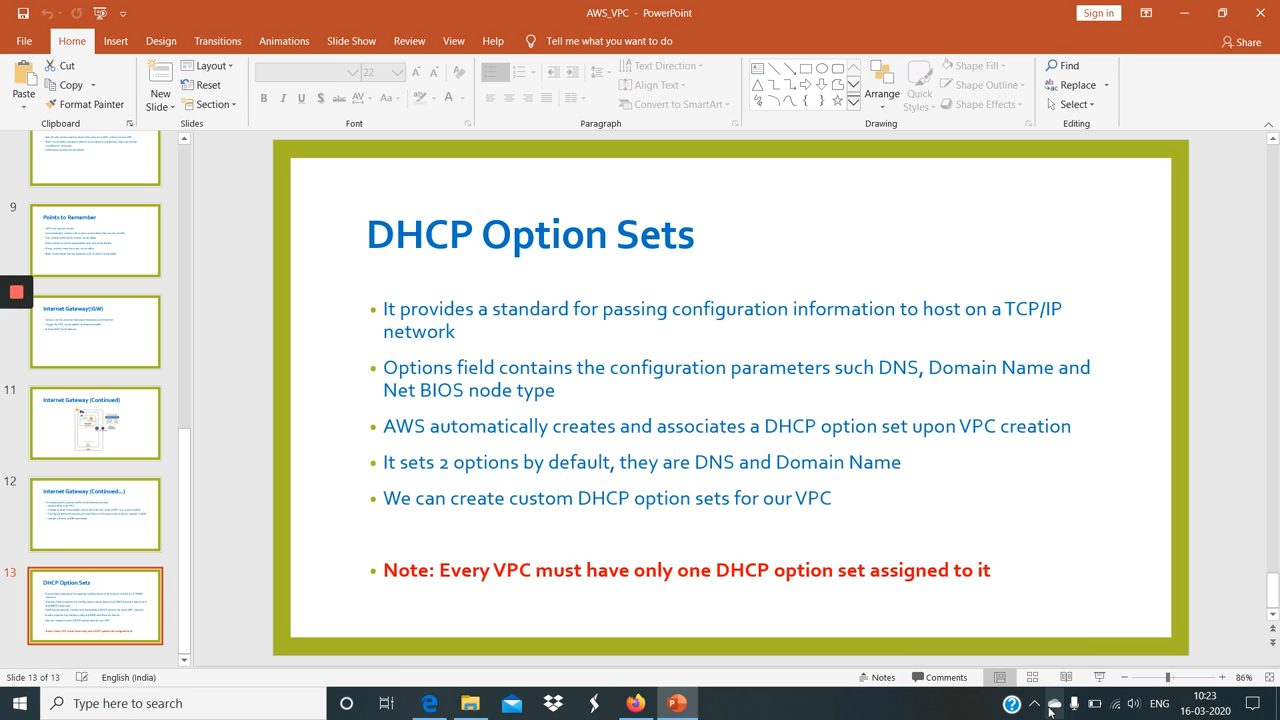 AWS_VPC - PowerPoint
Sign in
File Home Insert Design Transitions Animations Slide Show Review View Help Tell me what you want to do
Share
Paste
Cut
Copy
Format Painter
Clipboard
New Slide
Layout
Reset
Section
Slides
22
Font
Paragraph
Text Direction
Align Text
Convert to SmartArt
Arrange
Quick Styles
Shape Fill
Shape Outline
Shape Effects
Drawing
Find
Replace
Select
Editing
9
Points to Remember
Internet Gateway(IGW)
11
Internet Gateway (Continued)
12
Internet Gateway (Continued...)
13
DHCP Option Sets
DHCP Option Sets
• It provides a standard for passing configuration information to host on a TCP/IP
network
• Options field contains the configuration parameters such DNS, Domain Name and
Net BIOS node type
• AWS automatically creates and associates a DHCP option set upon VPC creation
• It sets 2 options by default, they are DNS and Domain Name
• We can create custom DHCP option sets for our VPC
• Note: Every VPC must have only one DHCP option set assigned to it
Slide 13 of 13 English (India)
Notes Comments 86%
Type here to search
ENG
10:23
16-03-2020